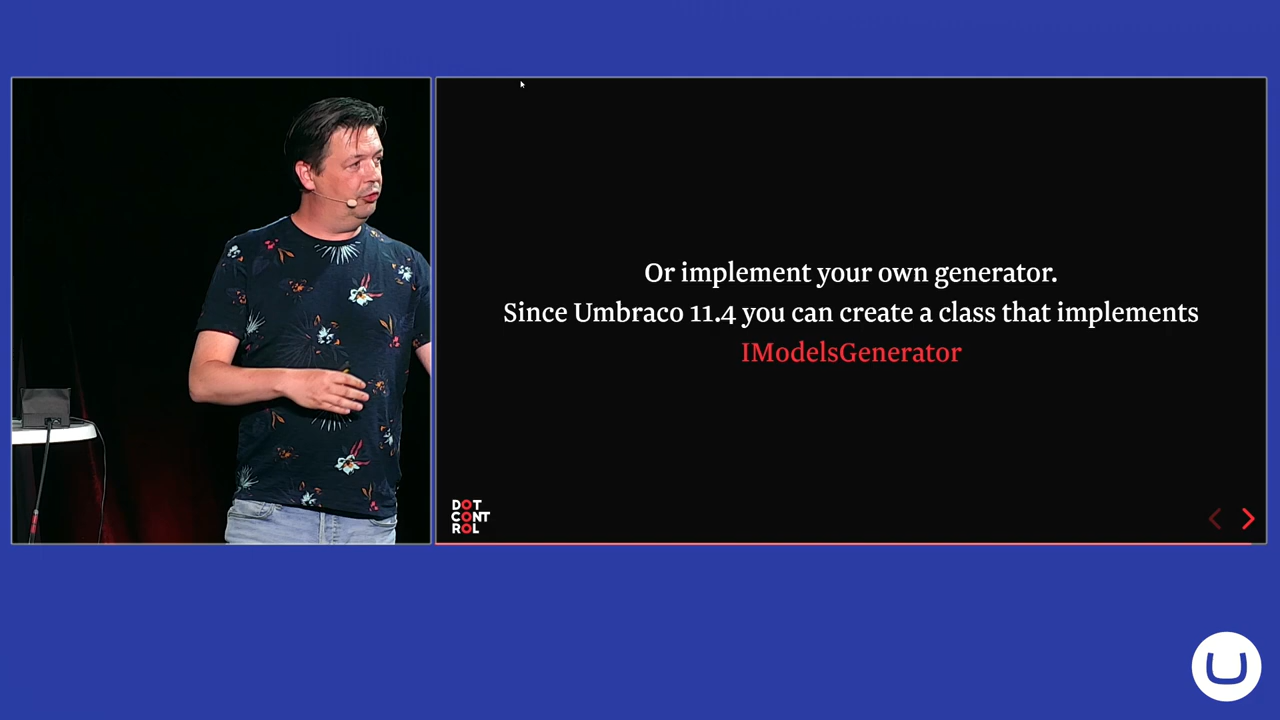 Or implement your own generator.
Since Umbraco 11.4 you can create a class that implements
IModelsGenerator
DOT
CONT
ROL